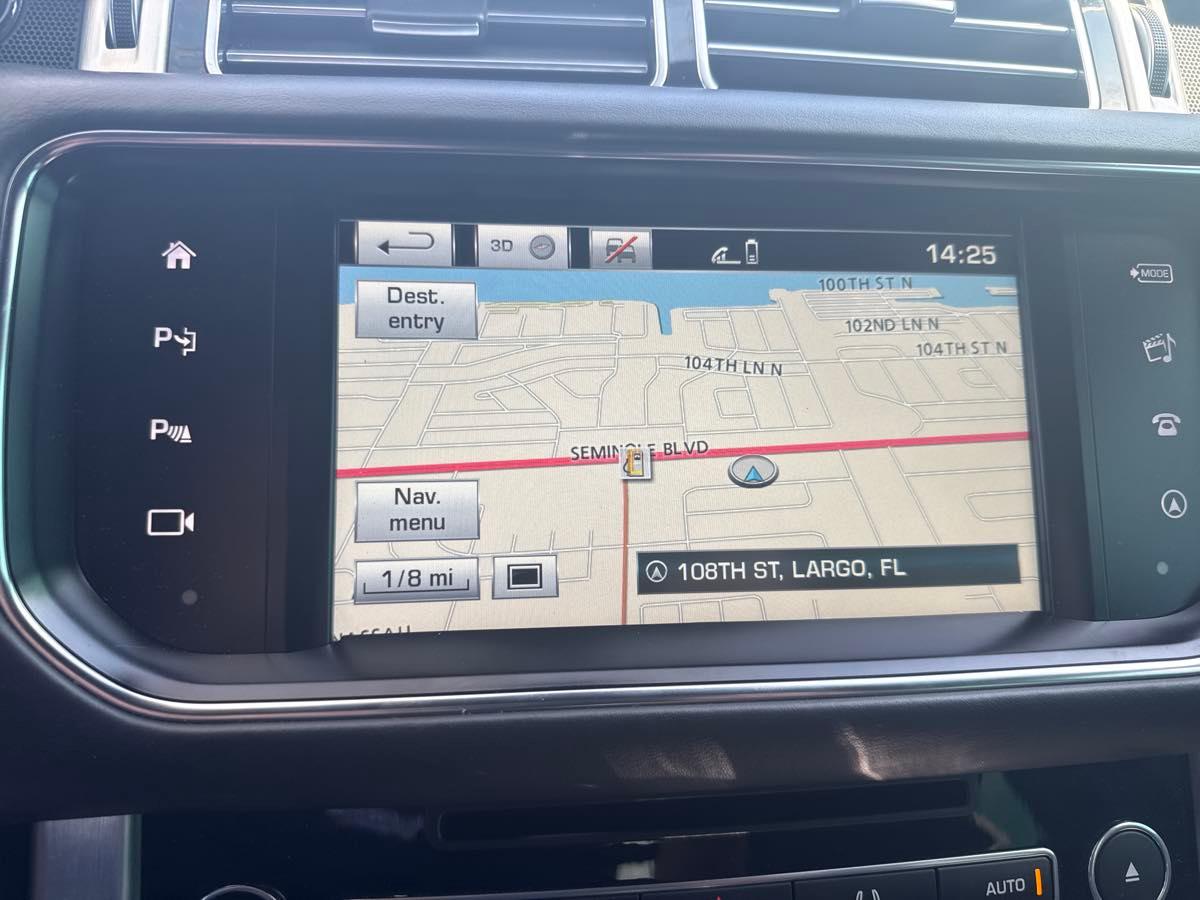 3D
14:25
Dest.
entry
100TH ST N
102ND LN N
104TH ST N
104TH LN N
SEMINOLE BLVD
Nav.
menu
1/8 mi
108TH ST, LARGO, FL
NASSAU
P
P
MODE
AUTO